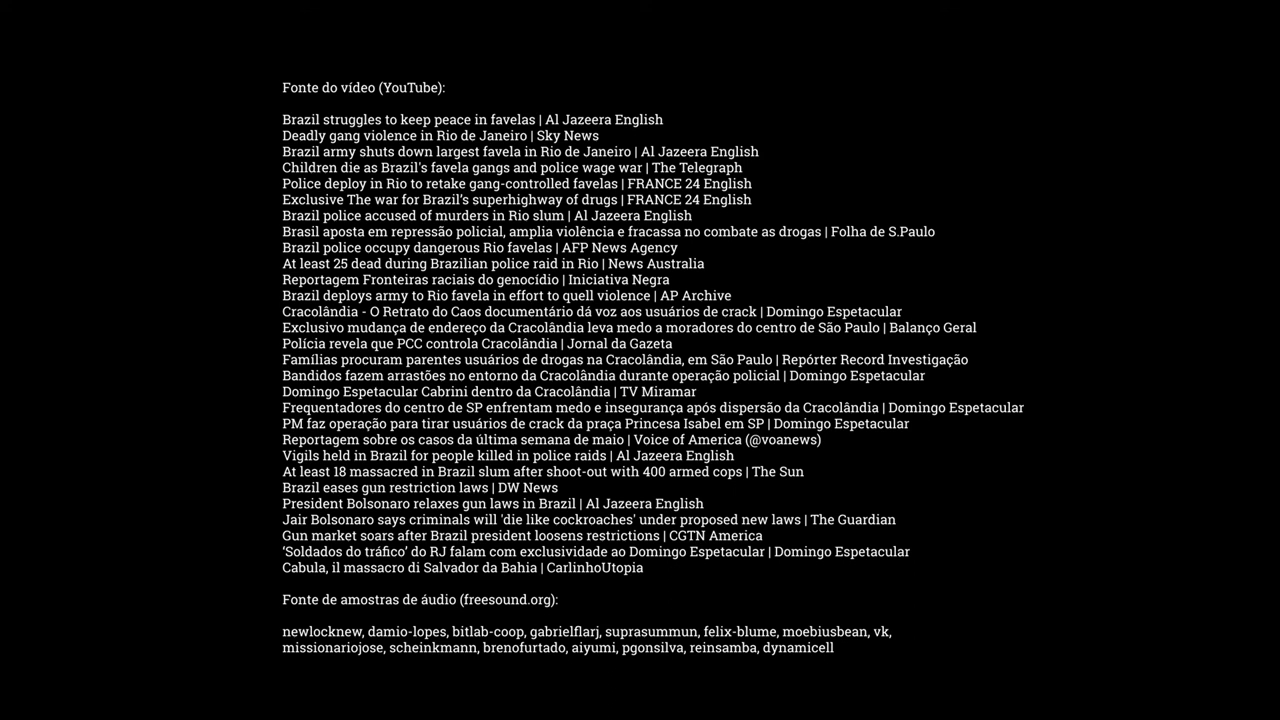 Fonte do vídeo (YouTube):
Brazil struggles to keep peace in favelas | Al Jazeera English
Deadly gang violence in Rio de Janeiro | Sky News
Brazil army shuts down largest favela in Rio de Janeiro | Al Jazeera English
Children die as Brazil's favela gangs and police wage war | The Telegraph
Police deploy in Rio to retake gang-controlled favelas | FRANCE 24 English
Exclusive The war for Brazil’s superhighway of drugs | FRANCE 24 English
Brazil police accused of murders in Rio slum | Al Jazeera English
Brasil aposta em repressão policial, amplia violência e fracassa no combate as drogas | Folha de S.Paulo
Brazil police occupy dangerous Rio favelas | AFP News Agency
At least 25 dead during Brazilian police raid in Rio | News Australia
Reportagem Fronteiras raciais do genocídio | Iniciativa Negra
Brazil deploys army to Rio favela in effort to quell violence | AP Archive
Cracolândia - O Retrato do Caos documentário dá voz aos usuários de crack | Domingo Espetacular
Exclusivo mudança de endereço da Cracolândia leva medo a moradores do centro de São Paulo | Balanço Geral
Polícia revela que PCC controla Cracolândia | Jornal da Gazeta
Famílias procuram parentes usuários de drogas na Cracolândia, em São Paulo | Repórter Record Investigação
Bandidos fazem arrastões no entorno da Cracolândia durante operação policial | Domingo Espetacular
Domingo Espetacular Cabrini dentro da Cracolândia | TV Miramar
Frequentadores do centro de SP enfrentam medo e insegurança após dispersão da Cracolândia | Domingo Espetacular
PM faz operação para tirar usuários de crack da praça Princesa Isabel em SP | Domingo Espetacular
Reportagem sobre os casos da última semana de maio | Voice of America (@voanews)
Vigils held in Brazil for people killed in police raids | Al Jazeera English
At least 18 massacred in Brazil slum after shoot-out with 400 armed cops | The Sun
Brazil eases gun restriction laws | DW News
President Bolsonaro relaxes gun laws in Brazil | Al Jazeera English
Jair Bolsonaro says criminals will 'die like cockroaches' under proposed new laws | The Guardian
Gun market soars after Brazil president loosens restrictions | CGTN America
‘Soldados do tráfico’ do RJ falam com exclusividade ao Domingo Espetacular | Domingo Espetacular
Cabula, il massacro di Salvador da Bahia | CarlinhoUtopia
Fonte de amostras de áudio (freesound.org):
newlocknew, damio-lopes, bitlab-coop, gabrielflarj, suprasummun, felix-blume, moebiusbean, vk,
missionariojose, scheinkmann, brenofurtado, aiyumi, pgonsilva, reinsamba, dynamicell